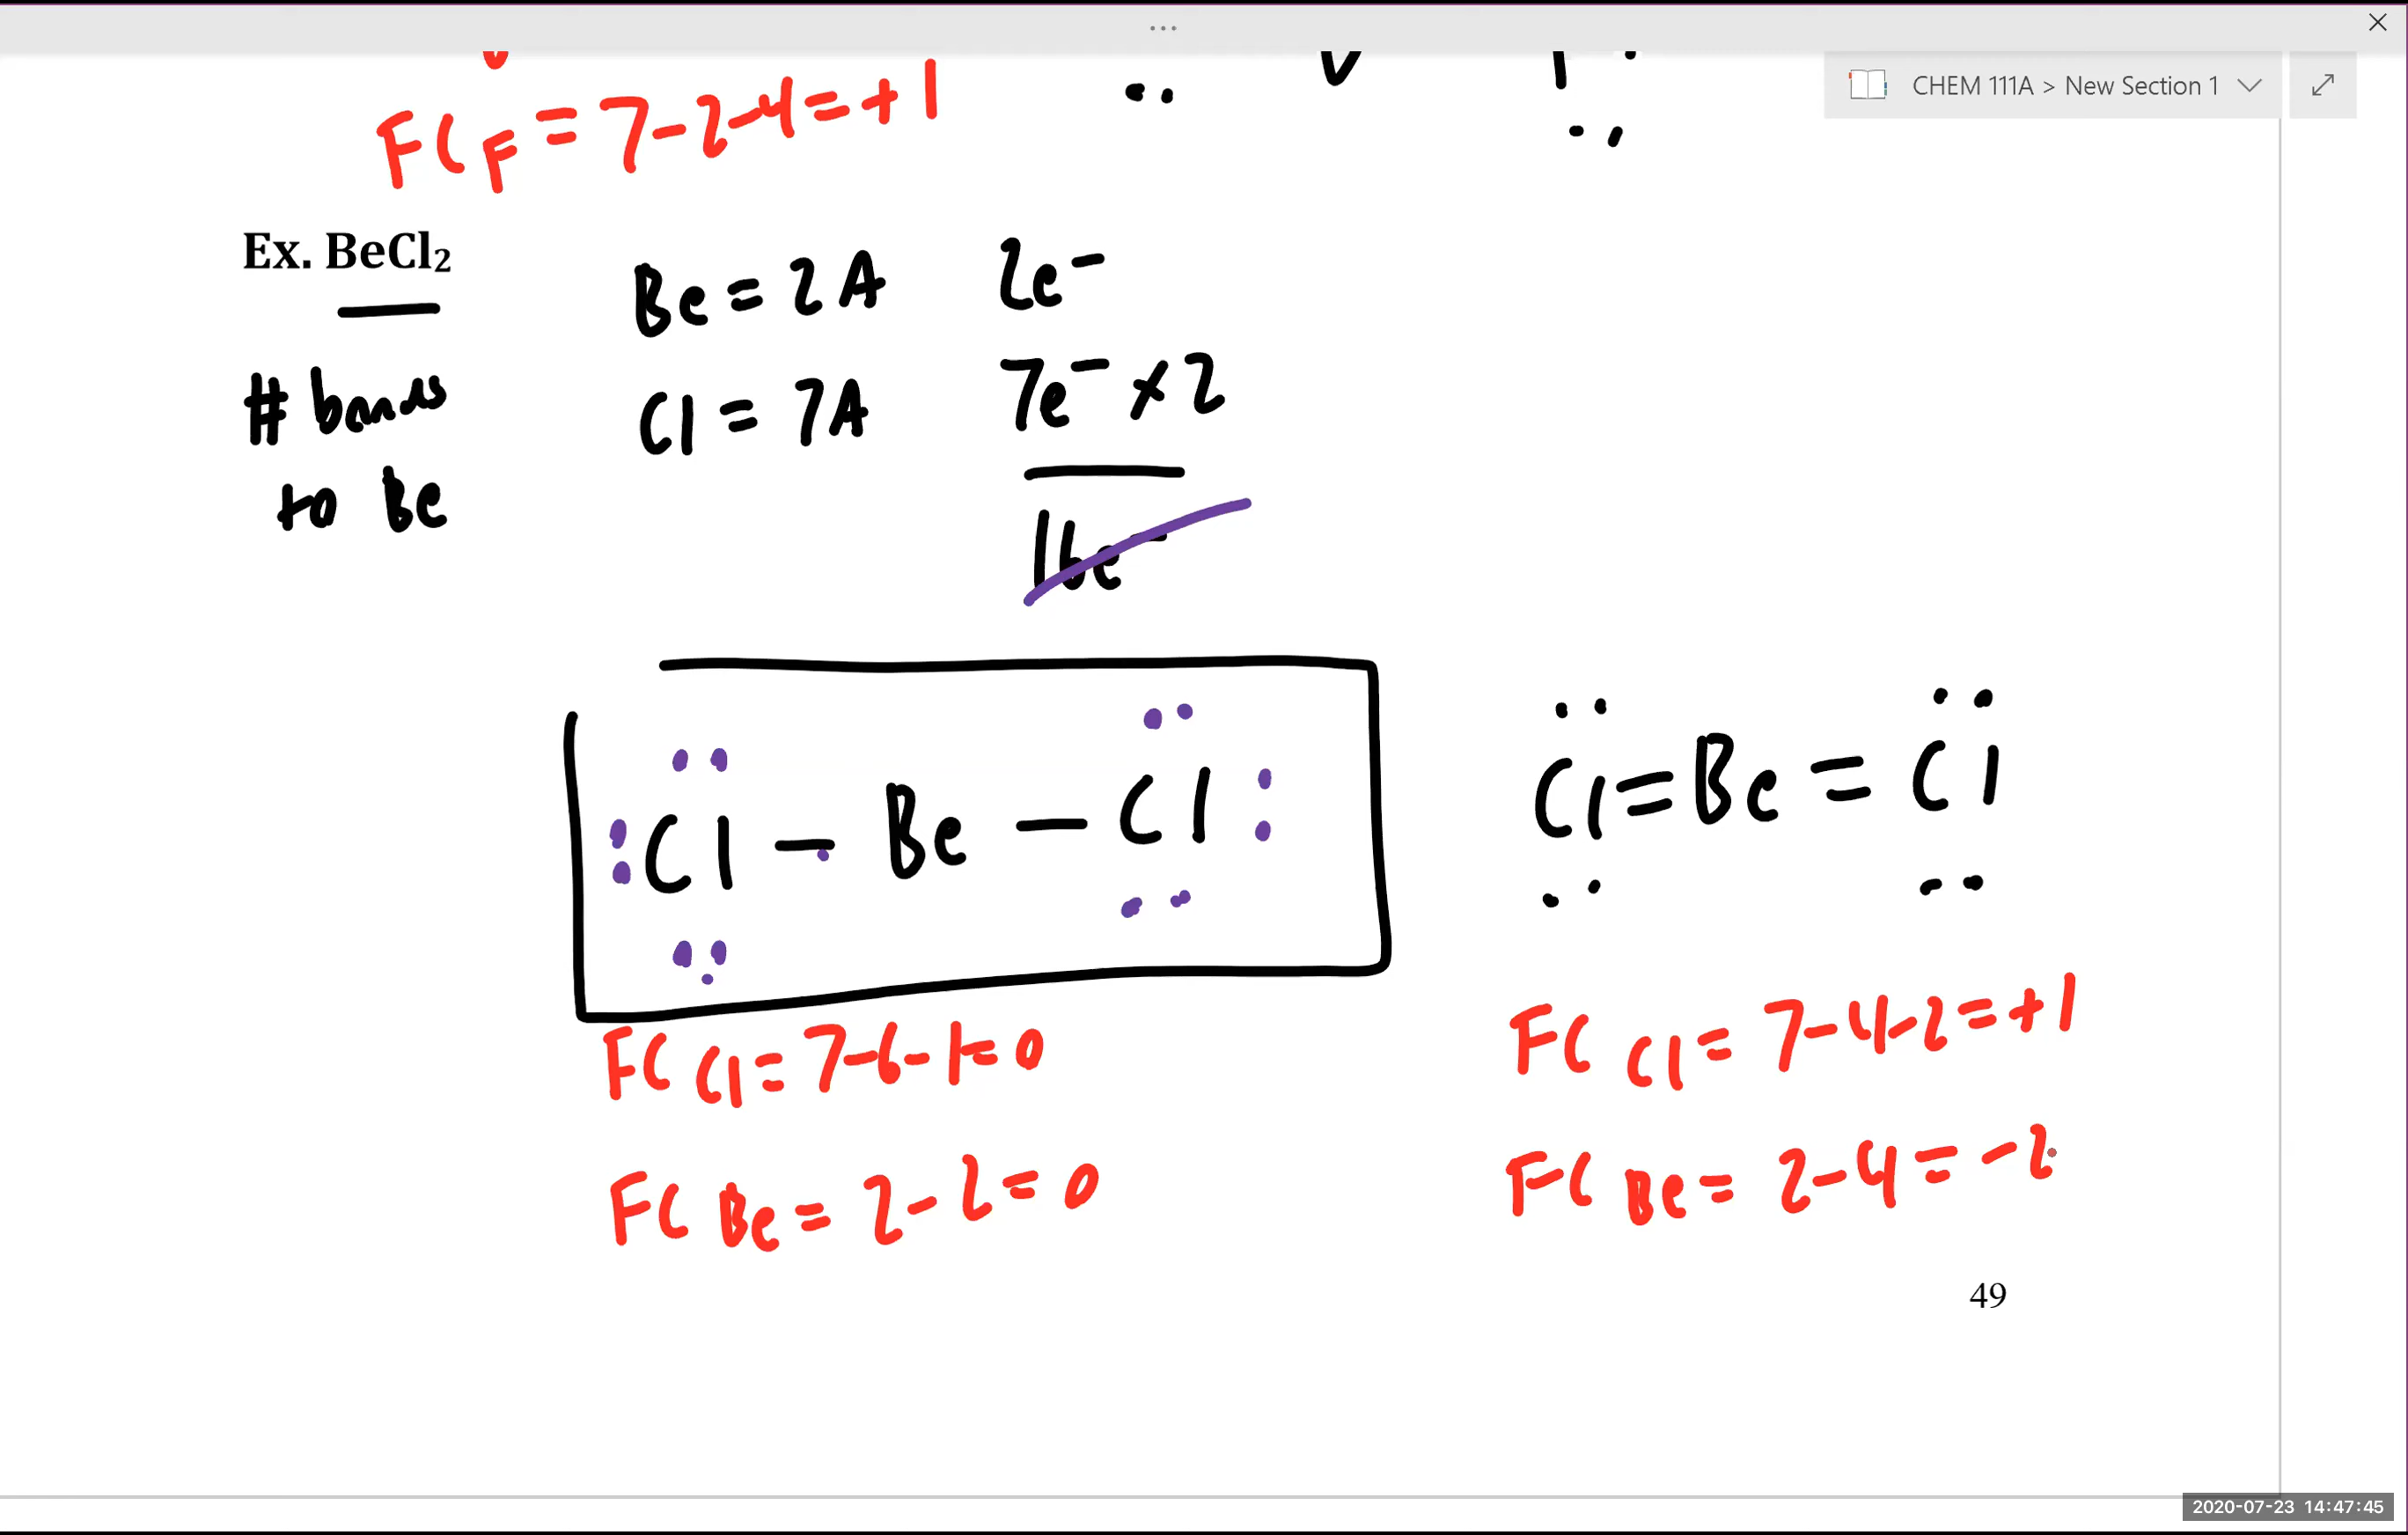 CHEM 111A > New Section 1
FC F = 7-2-4 = +1
Ex. BeCl₂
Be = 2A 2e⁻
# bonds
Cl = 7A 7e⁻ x 2
to Be
16e⁻
Cl - Be - Cl
Cl = Be = Cl
FC Cl = 7-6-1 = 0
FC Cl = 7-4-2 = +1
FC Be = 2-2 = 0
FC Be = 2-4 = -2
49
2020-07-23 14:47:45